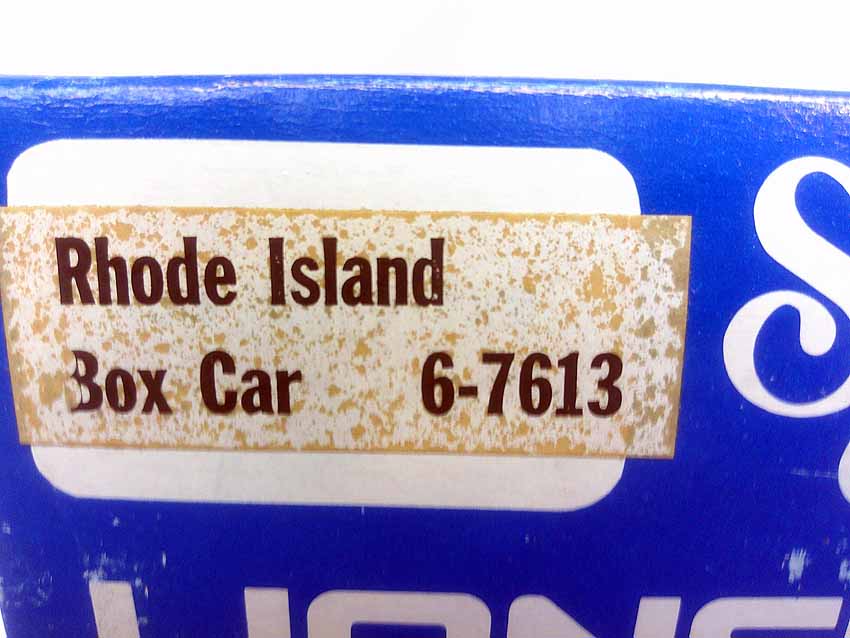 Rhode Island
Box Car 6-7613